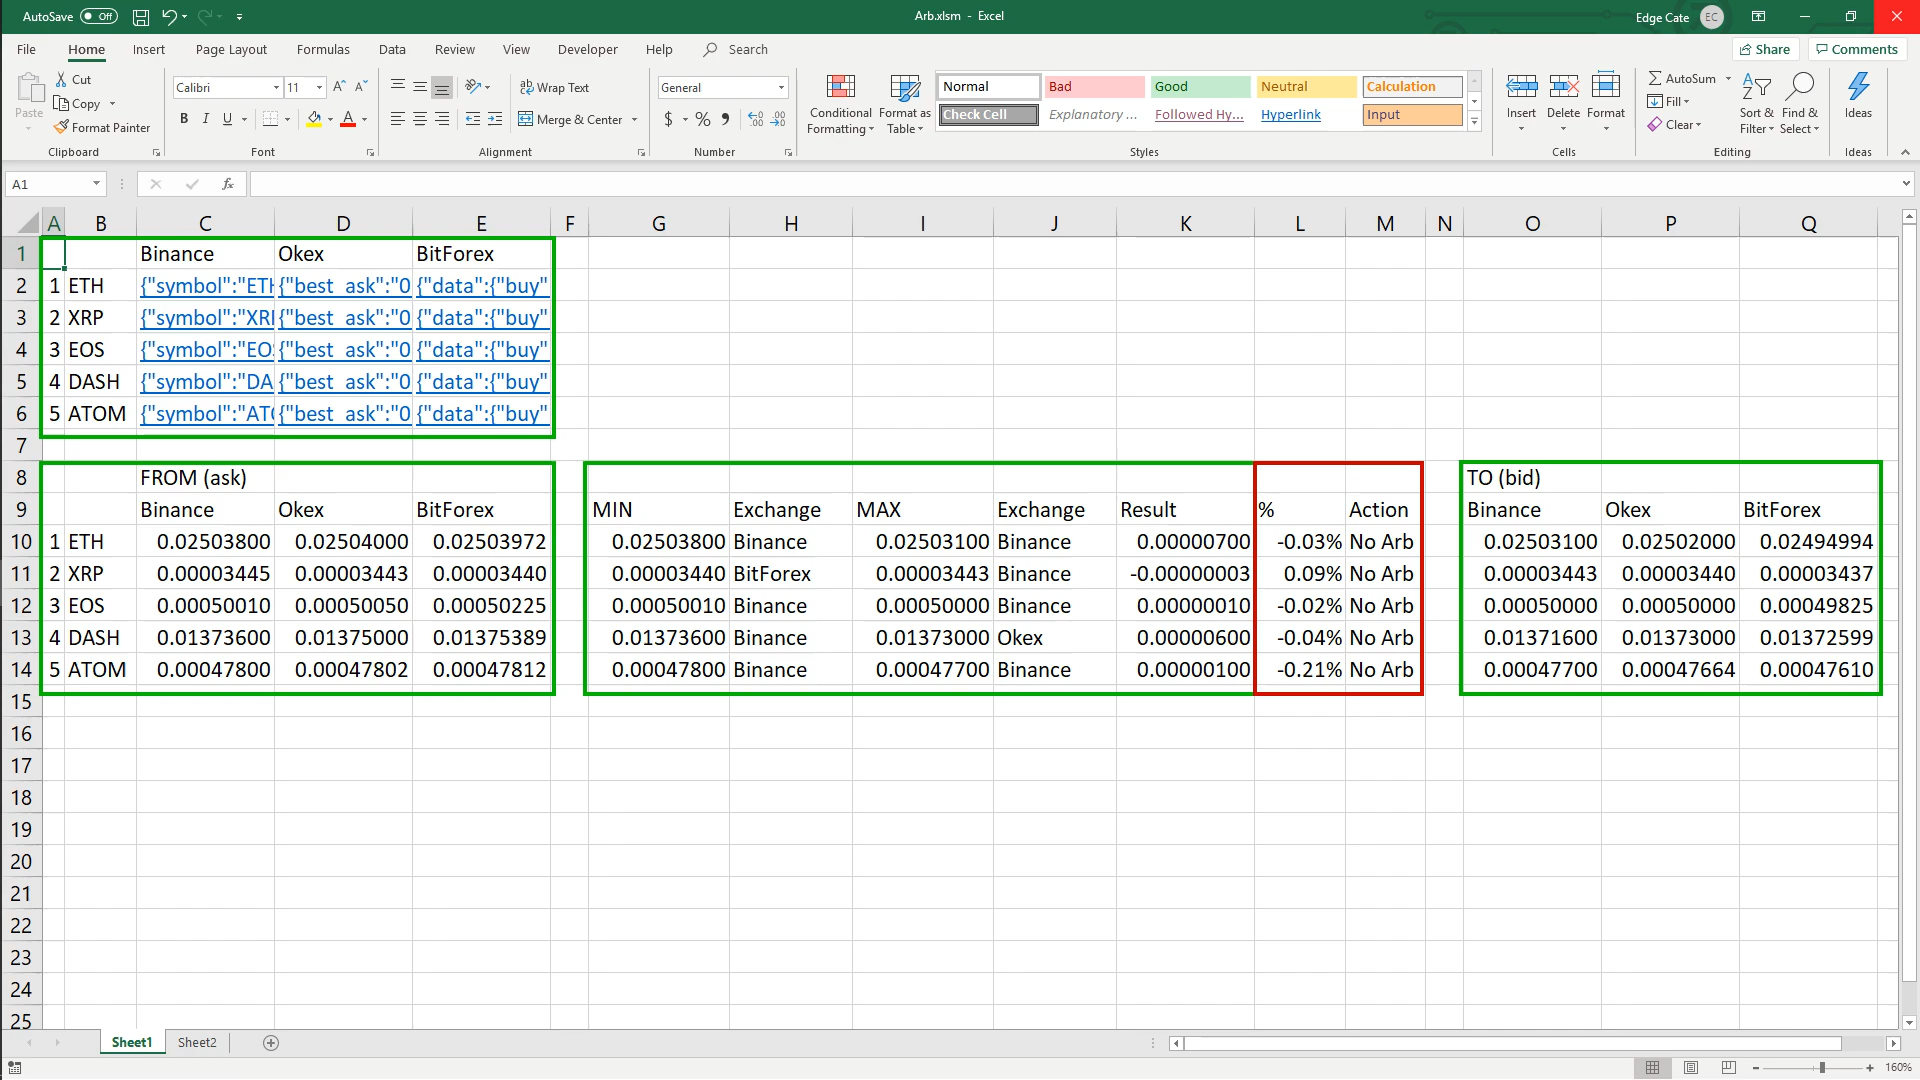 AutoSave Off
Arb.xlsm - Excel
Edge Cate EC
File Home Insert Page Layout Formulas Data Review View Developer Help Search
Share Comments
Paste
Cut
Copy
Format Painter
Clipboard
Calibri 11
B I U
Font
Wrap Text
Merge & Center
Alignment
General
$ % ,
Number
Conditional Formatting
Format as Table
Normal Bad Good Neutral Calculation
Check Cell Explanatory ... Followed Hy... Hyperlink Input
Styles
Insert Delete Format
Cells
AutoSum
Fill
Clear
Sort & Filter
Find & Select
Editing
Ideas
Ideas
A1 fx
A B C D E F G H I J K L M N O P Q
1 Binance Okex BitForex
2 1 ETH {"symbol":"ETH {"best_ask":"0 {"data":{"buy"
3 2 XRP {"symbol":"XRI {"best_ask":"0 {"data":{"buy"
4 3 EOS {"symbol":"EO {"best_ask":"0 {"data":{"buy"
5 4 DASH {"symbol":"DA {"best_ask":"0 {"data":{"buy"
6 5 ATOM {"symbol":"AT {"best_ask":"0 {"data":{"buy"
7
8 FROM (ask) TO (bid)
9 Binance Okex BitForex MIN Exchange MAX Exchange Result % Action Binance Okex BitForex
10 1 ETH 0.02503800 0.02504000 0.02503972 0.02503800 Binance 0.02503100 Binance 0.00000700 -0.03% No Arb 0.02503100 0.02502000 0.02494994
11 2 XRP 0.00003445 0.00003443 0.00003440 0.00003440 BitForex 0.00003443 Binance -0.00000003 0.09% No Arb 0.00003443 0.00003440 0.00003437
12 3 EOS 0.00050010 0.00050050 0.00050225 0.00050010 Binance 0.00050000 Binance 0.00000010 -0.02% No Arb 0.00050000 0.00050000 0.00049825
13 4 DASH 0.01373600 0.01375000 0.01375389 0.01373600 Binance 0.01373000 Okex 0.00000600 -0.04% No Arb 0.01371600 0.01373000 0.01372599
14 5 ATOM 0.00047800 0.00047802 0.00047812 0.00047800 Binance 0.00047700 Binance 0.00000100 -0.21% No Arb 0.00047700 0.00047664 0.00047610
15
16
17
18
19
20
21
22
23
24
25
Sheet1 Sheet2
160%